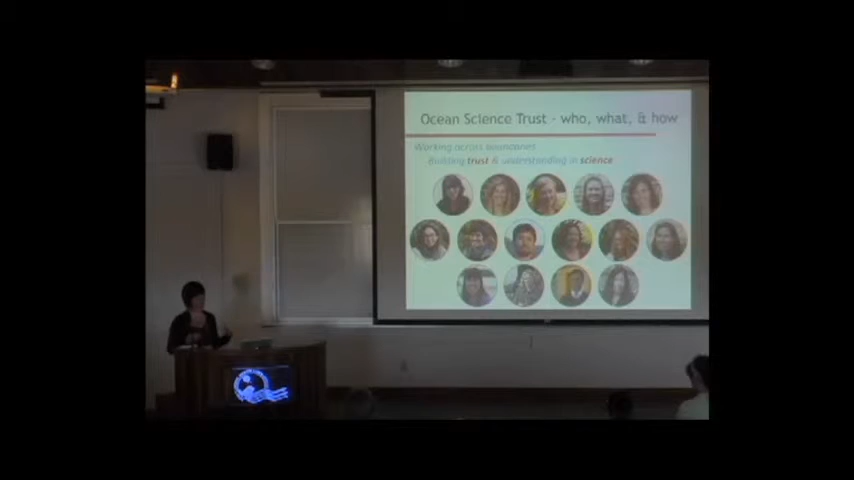 Ocean Science Trust - who, what, & how
Working across boundaries
Building trust & understanding in science